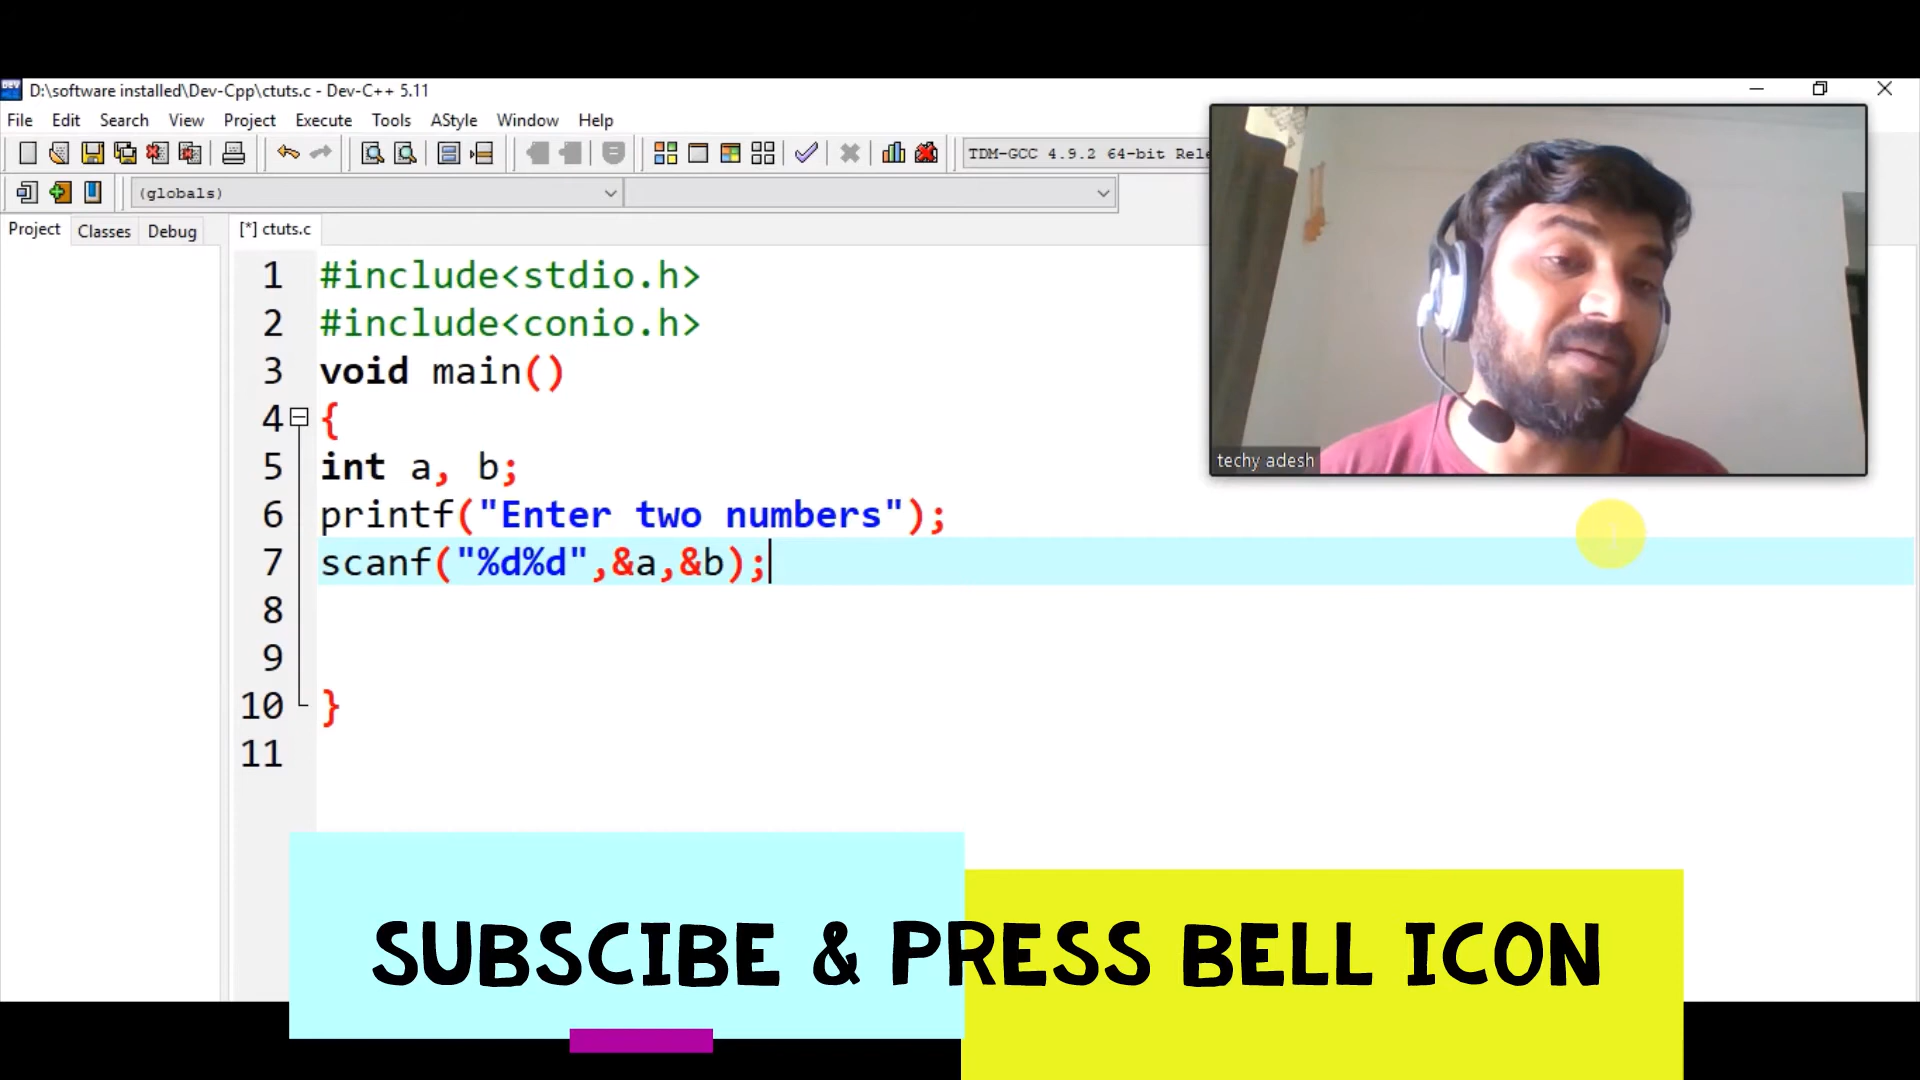 D:\software installed\Dev-Cpp\ctuts.c - Dev-C++ 5.11
File Edit Search View Project Execute Tools AStyle Window Help
TDM-GCC 4.9.2 64-bit Rele
(globals)
Project Classes Debug [*] ctuts.c
1 #include<stdio.h>
2 #include<conio.h>
3 void main()
4 {
5 int a, b;
6 printf("Enter two numbers");
7 scanf("%d%d",&a,&b);
8
9
10 }
11
techy adesh
SUBSCIBE & PRESS BELL ICON